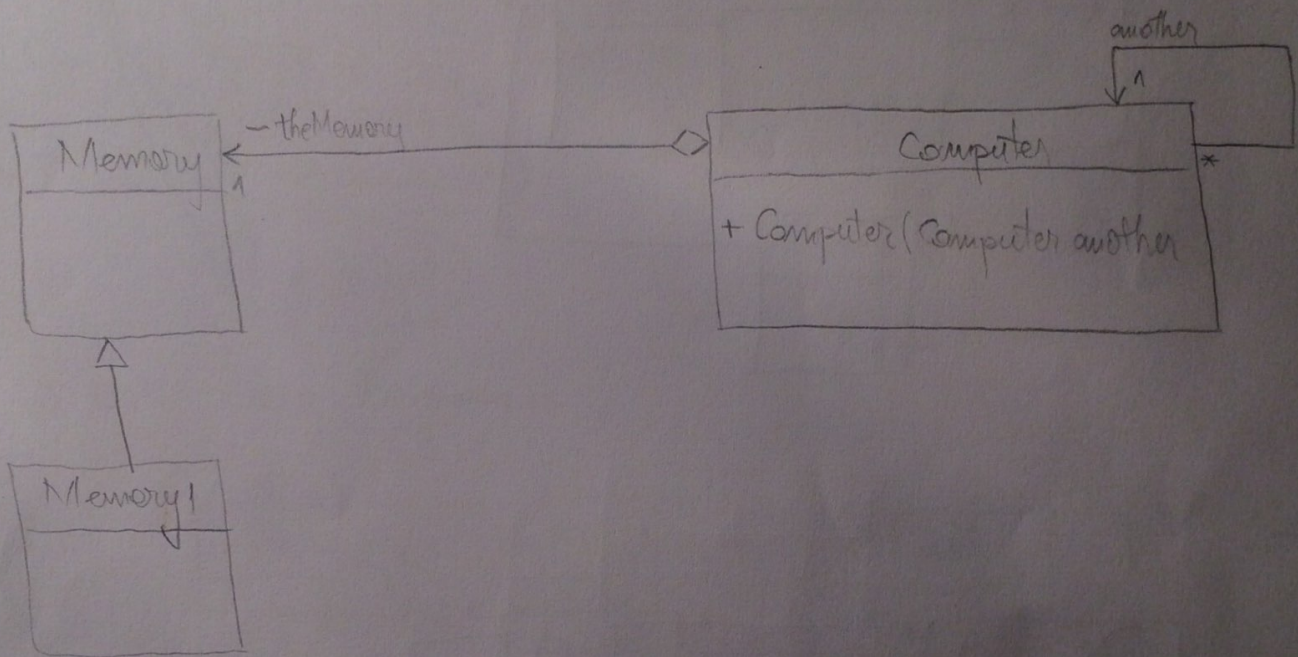 another
1
- theMemory
Memory
1
Computer
*
+ Computer(Computer another
Memory1